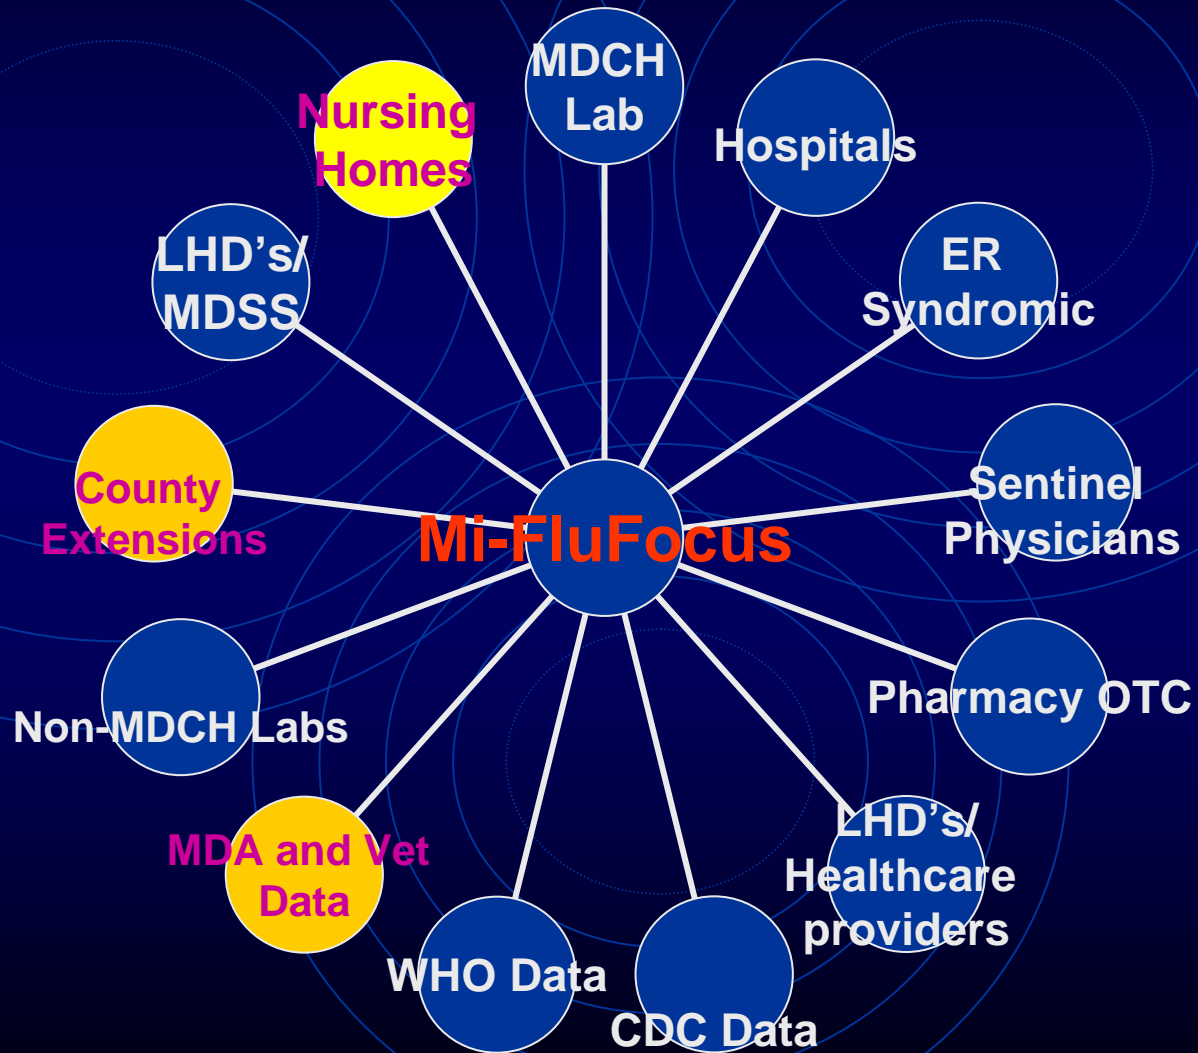 MDCH
Lab
Nursing
Homes
Hospitals
LHD’s/
MDSS
ER
Syndromic
County
Extensions
Sentinel
Physicians
Mi-FluFocus
Non-MDCH Labs
Pharmacy OTC
MDA and Vet
Data
LHD’s/
Healthcare
providers
WHO Data
CDC Data